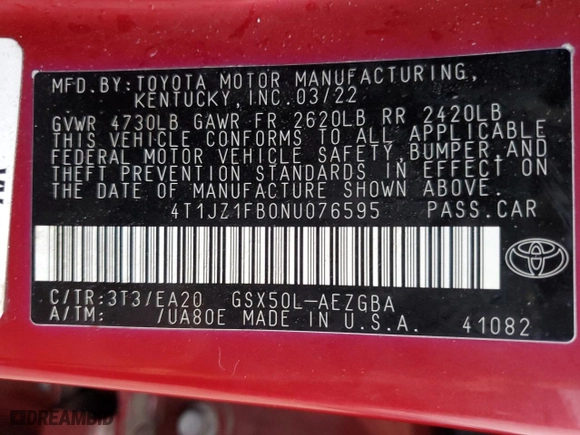 MFD.BY:TOYOTA MOTOR MANUFACTURING,
KENTUCKY,INC.03/22
GVWR 4730LB GAWR FR 2620LB RR 2420LB
THIS VEHICLE CONFORMS TO ALL APPLICABLE
FEDERAL MOTOR VEHICLE SAFETY,BUMPER,AND
THEFT PREVENTION STANDARDS IN EFFECT ON
THE DATE OF MANUFACTURE SHOWN ABOVE.
4T1JZ1FB0NU076595 PASS.CAR
C/TR:3T3/EA20 GSX50L-AEZGBA
A/TM: /UA80E MADE IN U.S.A. 41082
DREAMBID